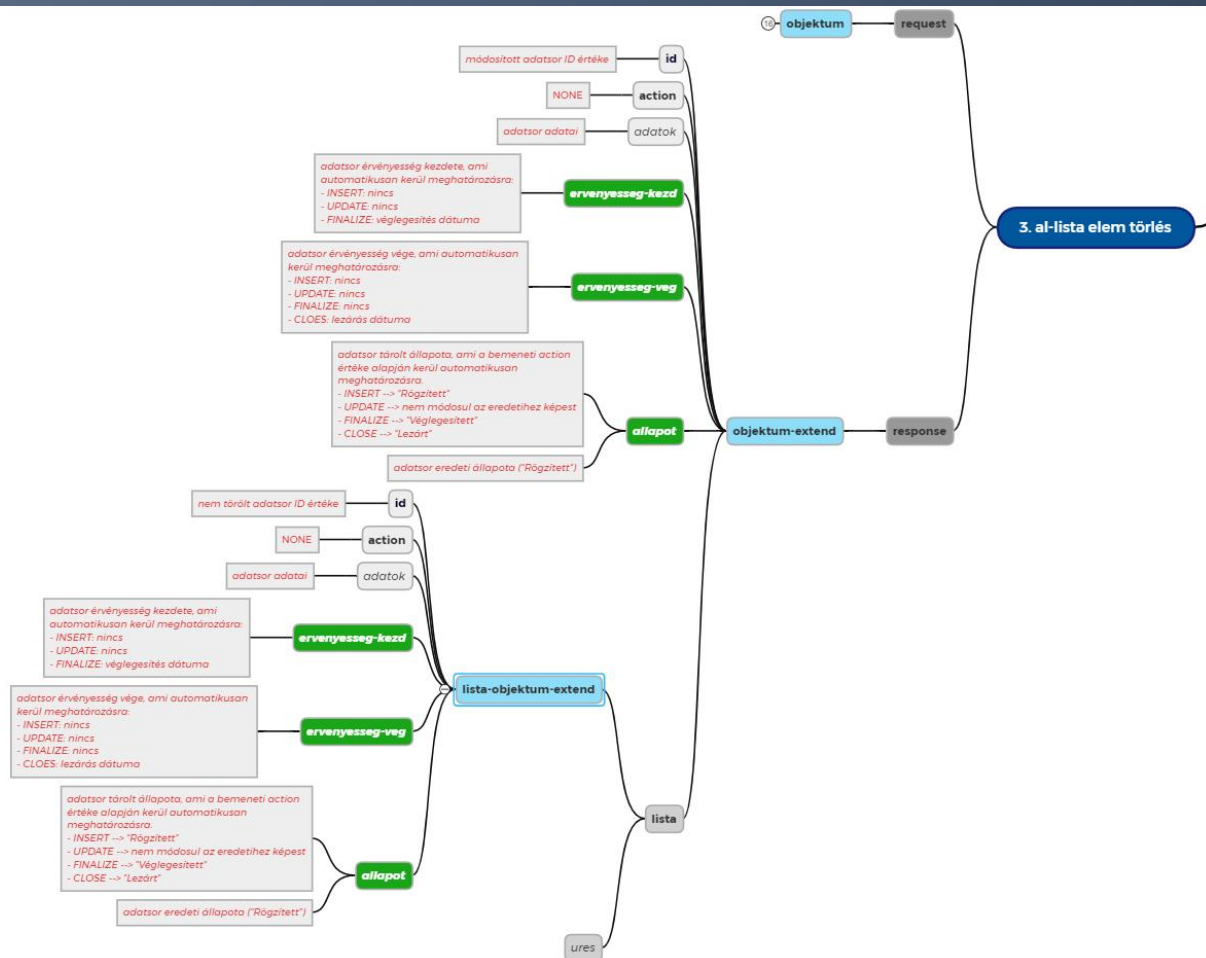 16
objektum
request
módosított adatsor ID értéke
id
NONE
action
adatsor adatai
adatok
adatsor érvényesség kezdete, ami
automatikusan kerül meghatározásra:
- INSERT: nincs
- UPDATE: nincs
- FINALIZE: véglegesítés dátuma
ervenyesseg-kezd
3. al-lista elem törlés
adatsor érvényesség vége, ami automatikusan
kerül meghatározásra:
- INSERT: nincs
- UPDATE: nincs
- FINALIZE: nincs
- CLOES: lezárás dátuma
ervenyesseg-veg
adatsor tárolt állapota, ami a bemeneti action
értéke alapján kerül automatikusan
meghatározásra.
- INSERT --> "Rögzített"
- UPDATE --> nem módosul az eredetihez képest
- FINALIZE --> "Véglegesített"
- CLOSE --> "Lezárt"
allapot
objektum-extend
response
adatsor eredeti állapota ("Rögzített")
nem törölt adatsor ID értéke
id
NONE
action
adatsor adatai
adatok
adatsor érvényesség kezdete, ami
automatikusan kerül meghatározásra:
- INSERT: nincs
- UPDATE: nincs
- FINALIZE: véglegesítés dátuma
ervenyesseg-kezd
lista-objektum-extend
adatsor érvényesség vége, ami automatikusan
kerül meghatározásra:
- INSERT: nincs
- UPDATE: nincs
- FINALIZE: nincs
- CLOES: lezárás dátuma
ervenyesseg-veg
adatsor tárolt állapota, ami a bemeneti action
értéke alapján kerül automatikusan
meghatározásra.
- INSERT --> "Rögzített"
- UPDATE --> nem módosul az eredetihez képest
- FINALIZE --> "Véglegesített"
- CLOSE --> "Lezárt"
lista
allapot
adatsor eredeti állapota ("Rögzített")
ures